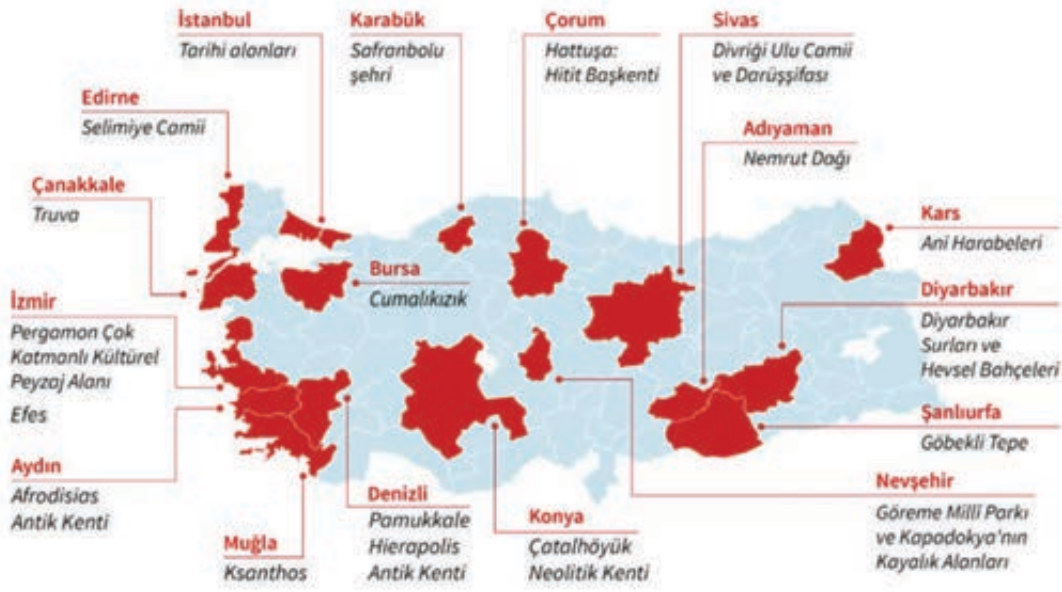 İstanbul
Tarihi alanları
Karabük
Safranbolu
şehri
Çorum
Hattuşa:
Hitit Başkenti
Sivas
Divriği Ulu Camii
ve Darüşşifası
Edirne
Selimiye Camii
Adıyaman
Nemrut Dağı
Çanakkale
Truva
Kars
Ani Harabeleri
Bursa
Cumalıkızık
İzmir
Pergamon Çok
Katmanlı Kültürel
Peyzaj Alanı
Efes
Diyarbakır
Diyarbakır
Surları ve
Hevsel Bahçeleri
Şanlıurfa
Göbekli Tepe
Aydın
Afrodisias
Antik Kenti
Muğla
Ksanthos
Denizli
Pamukkale
Hierapolis
Antik Kenti
Konya
Çatalhöyük
Neolitik Kenti
Nevşehir
Göreme Milli Parkı
ve Kapadokya'nın
Kayalık Alanları